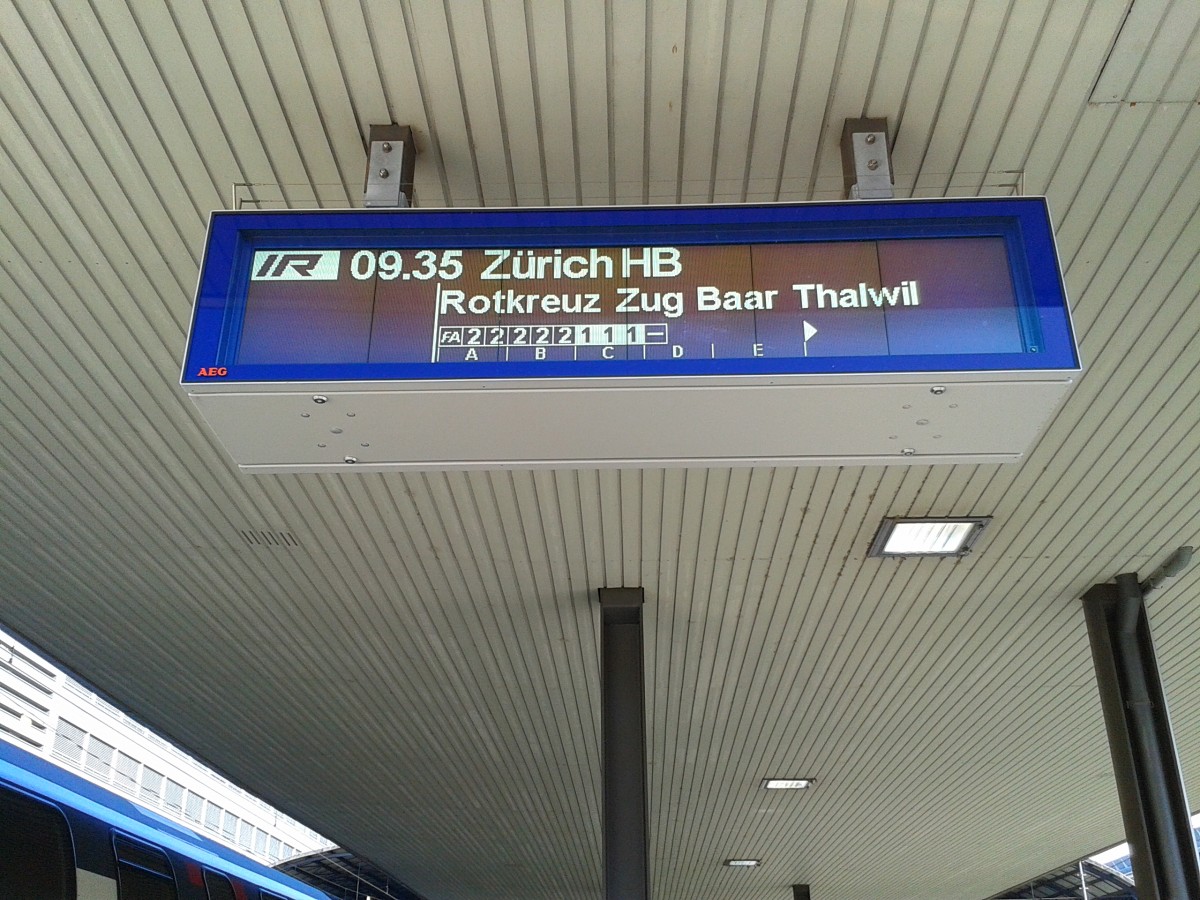 IR 09.35 Zürich HB
Rotkreuz Zug Baar Thalwil
FA 2 2 2 2 2 1 1 1 –
A B C D E
AEG